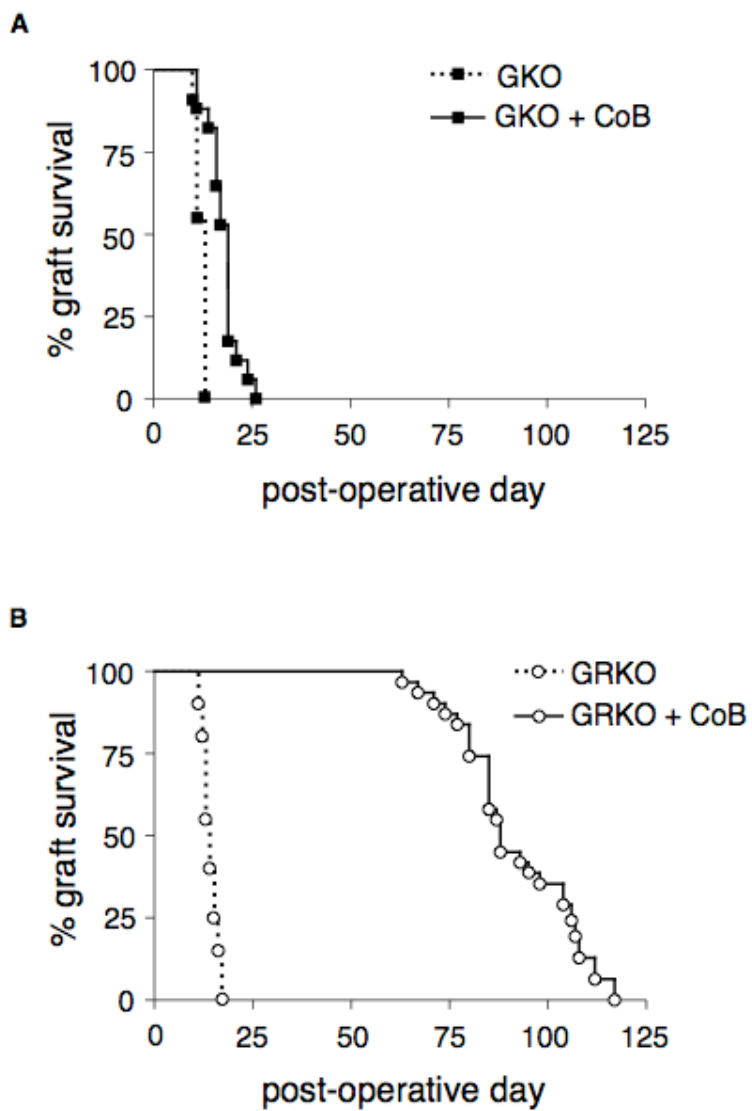 A
100
75
50
25
0
% graft survival
GKO
GKO + CoB
0 25 50 75 100 125
post-operative day
B
100
75
50
25
0
% graft survival
GRKO
GRKO + CoB
0 25 50 75 100 125
post-operative day